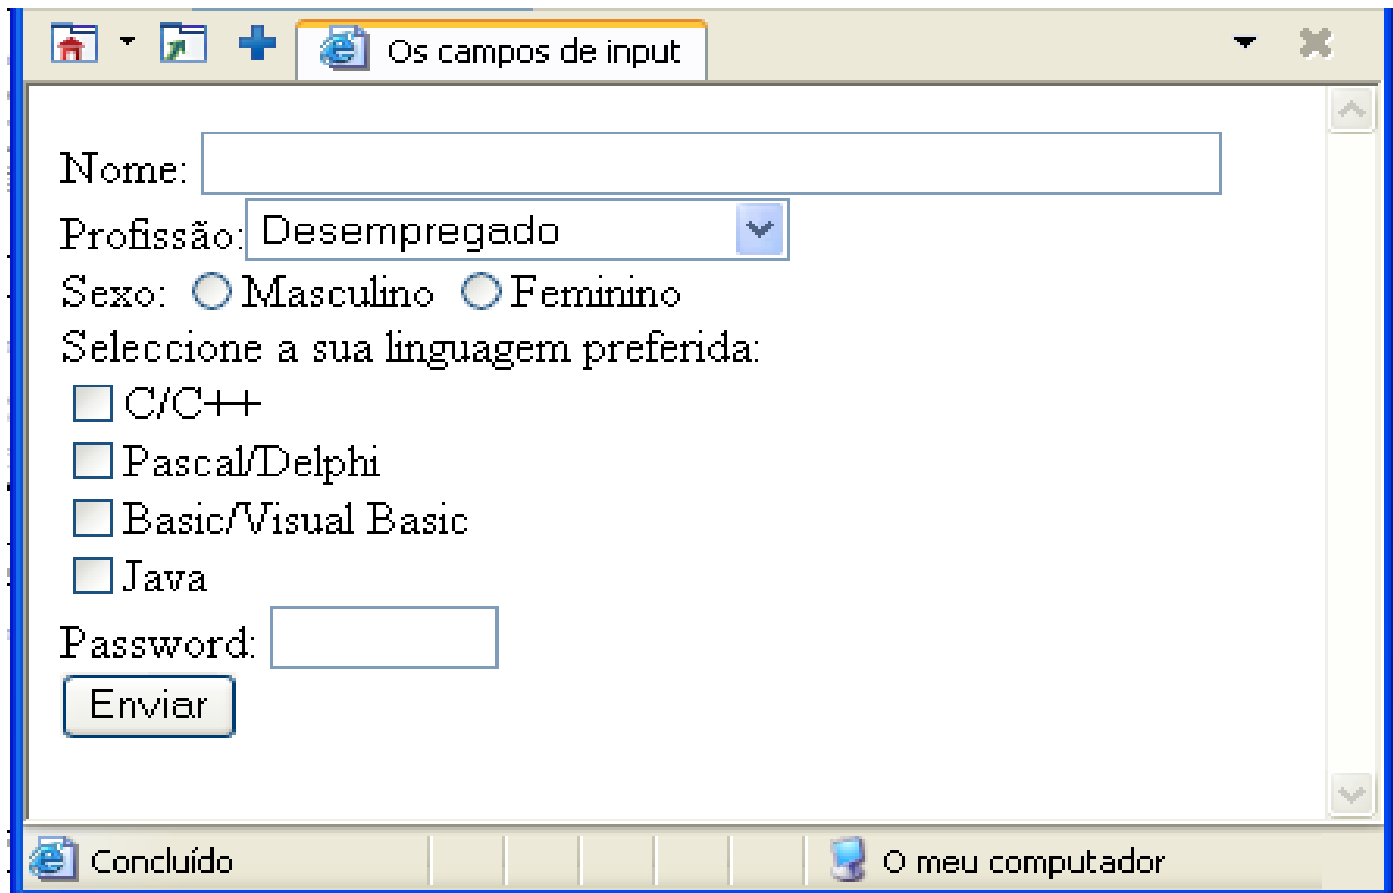 Os campos de input
Nome:
Profissão: Desempregado
Sexo: Masculino Feminino
Seleccione a sua linguagem preferida:
C/C++
Pascal/Delphi
Basic/Visual Basic
Java
Password:
Enviar
Concluído O meu computador